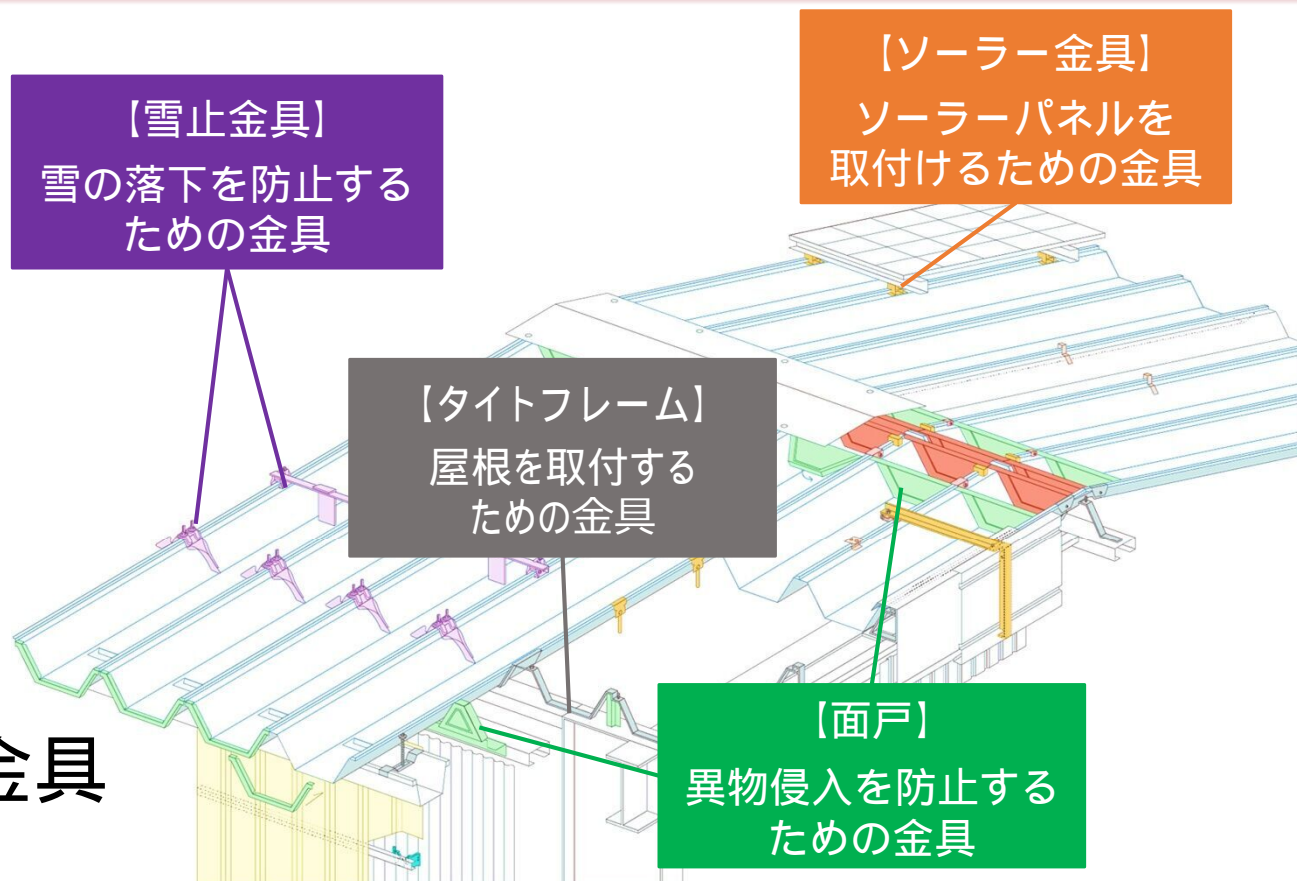 【ソーラー金具】
ソーラーパネルを
取付けるための金具
【雪止金具】
雪の落下を防止する
ための金具
【タイトフレーム】
屋根を取付する
ための金具
【面戸】
異物侵入を防止する
ための金具
金具